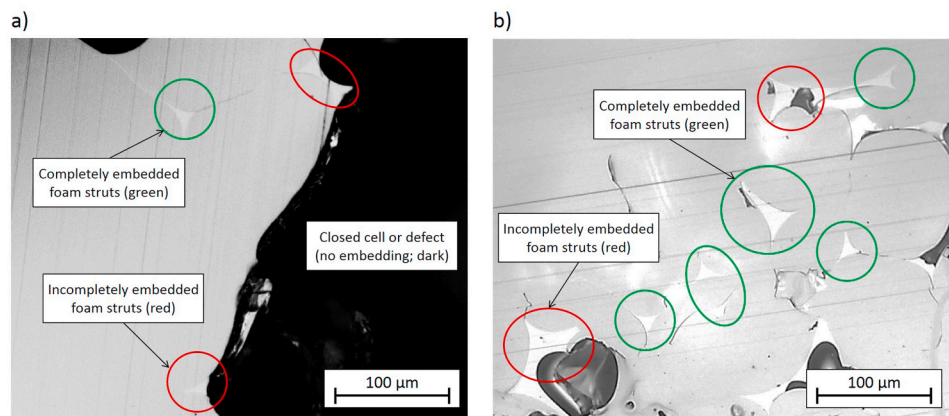 a)
Completely embedded
foam struts (green)
Closed cell or defect
(no embedding; dark)
Incompletely embedded
foam struts (red)
100 µm
b)
Completely embedded
foam struts (green)
Incompletely embedded
foam struts (red)
100 µm